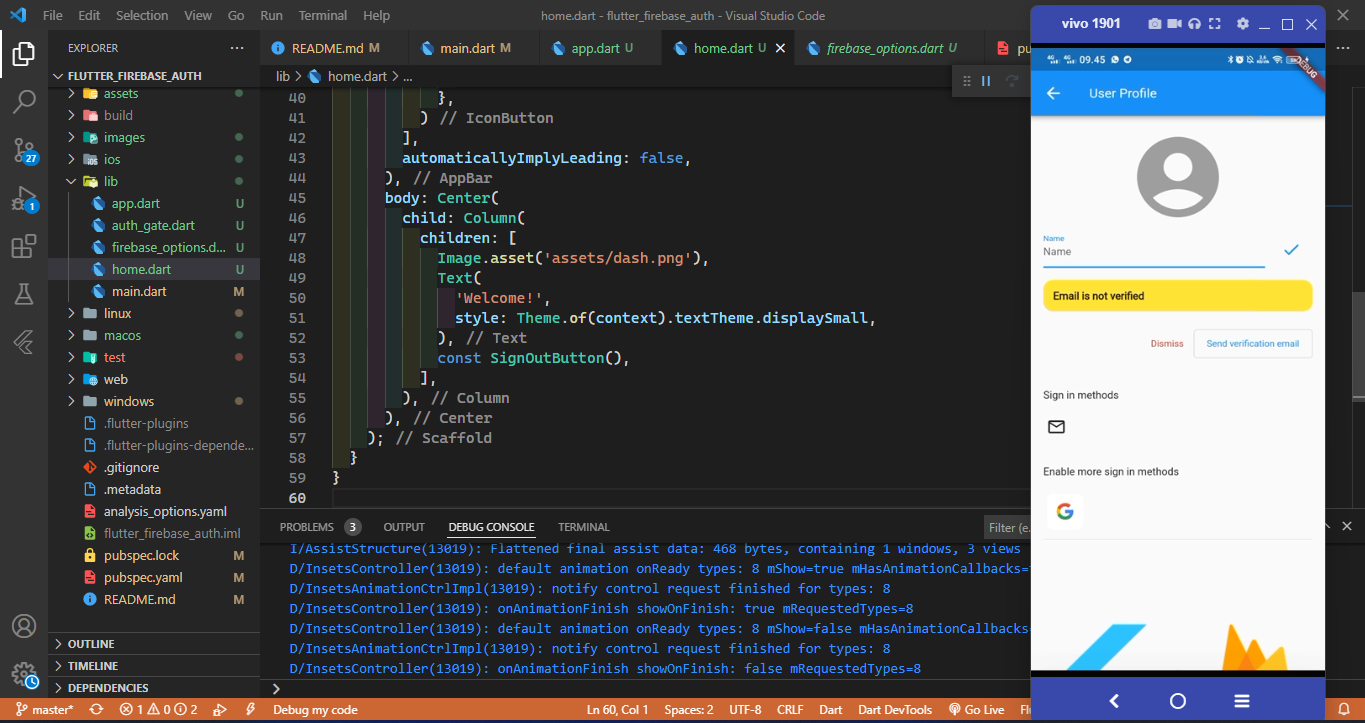 File Edit Selection View Go Run Terminal Help
home.dart - flutter_firebase_auth - Visual Studio Code
EXPLORER
FLUTTER_FIREBASE_AUTH
assets
build
images
ios
lib
app.dart U
auth_gate.dart U
firebase_options.d... U
home.dart U
main.dart M
linux
macos
test
web
windows
.flutter-plugins
.flutter-plugins-depende...
.gitignore
.metadata
analysis_options.yaml
flutter_firebase_auth.iml
pubspec.lock M
pubspec.yaml M
README.md M
OUTLINE
TIMELINE
DEPENDENCIES
27
1
README.md M main.dart M app.dart U home.dart U firebase_options.dart U pu
lib > home.dart > ...
40 },
41 ) // IconButton
42 ],
43 automaticallyImplyLeading: false,
44 ), // AppBar
45 body: Center(
46 child: Column(
47 children: [
48 Image.asset('assets/dash.png'),
49 Text(
50 'Welcome!',
51 style: Theme.of(context).textTheme.displaySmall,
52 ), // Text
53 const SignOutButton(),
54 ],
55 ), // Column
56 ), // Center
57 ); // Scaffold
58 }
59 }
60
PROBLEMS 3 OUTPUT DEBUG CONSOLE TERMINAL
Filter (e.
I/AssistStructure(13019): Flattened final assist data: 468 bytes, containing 1 windows, 3 views
D/InsetsController(13019): default animation onReady types: 8 mShow=true mHasAnimationCallbacks=
D/InsetsAnimationCtrlImpl(13019): notify control request finished for types: 8
D/InsetsController(13019): onAnimationFinish showOnFinish: true mRequestedTypes=8
D/InsetsController(13019): default animation onReady types: 8 mShow=false mHasAnimationCallbacks=
D/InsetsAnimationCtrlImpl(13019): notify control request finished for types: 8
D/InsetsController(13019): onAnimationFinish showOnFinish: false mRequestedTypes=8
master* 1 0 2 Debug my code Ln 60, Col 1 Spaces: 2 UTF-8 CRLF Dart Dart DevTools Go Live Flu
vivo 1901
09.45
DEBUG
User Profile
Name
Name
Email is not verified
Dismiss Send verification email
Sign in methods
Enable more sign in methods